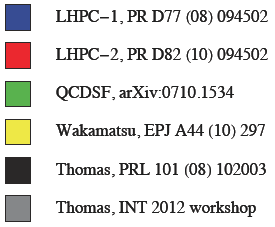 LHPC−1, PR D77 (08) 094502
LHPC−2, PR D82 (10) 094502
QCDSF, arXiv:0710.1534
Wakamatsu, EPJ A44 (10) 297
Thomas, PRL 101 (08) 102003
Thomas, INT 2012 workshop